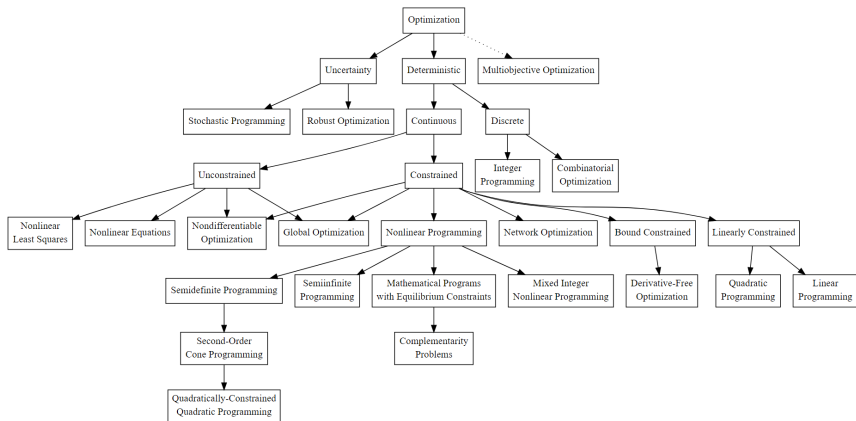 Optimization
Uncertainty
Deterministic
Multiobjective Optimization
Stochastic Programming
Robust Optimization
Continuous
Discrete
Unconstrained
Constrained
Integer
Programming
Combinatorial
Optimization
Nonlinear
Least Squares
Nonlinear Equations
Nondifferentiable
Optimization
Global Optimization
Nonlinear Programming
Network Optimization
Bound Constrained
Linearly Constrained
Semidefinite Programming
Semiinfinite
Programming
Mathematical Programs
with Equilibrium Constraints
Mixed Integer
Nonlinear Programming
Derivative-Free
Optimization
Quadratic
Programming
Linear
Programming
Second-Order
Cone Programming
Complementarity
Problems
Quadratically-Constrained
Quadratic Programming